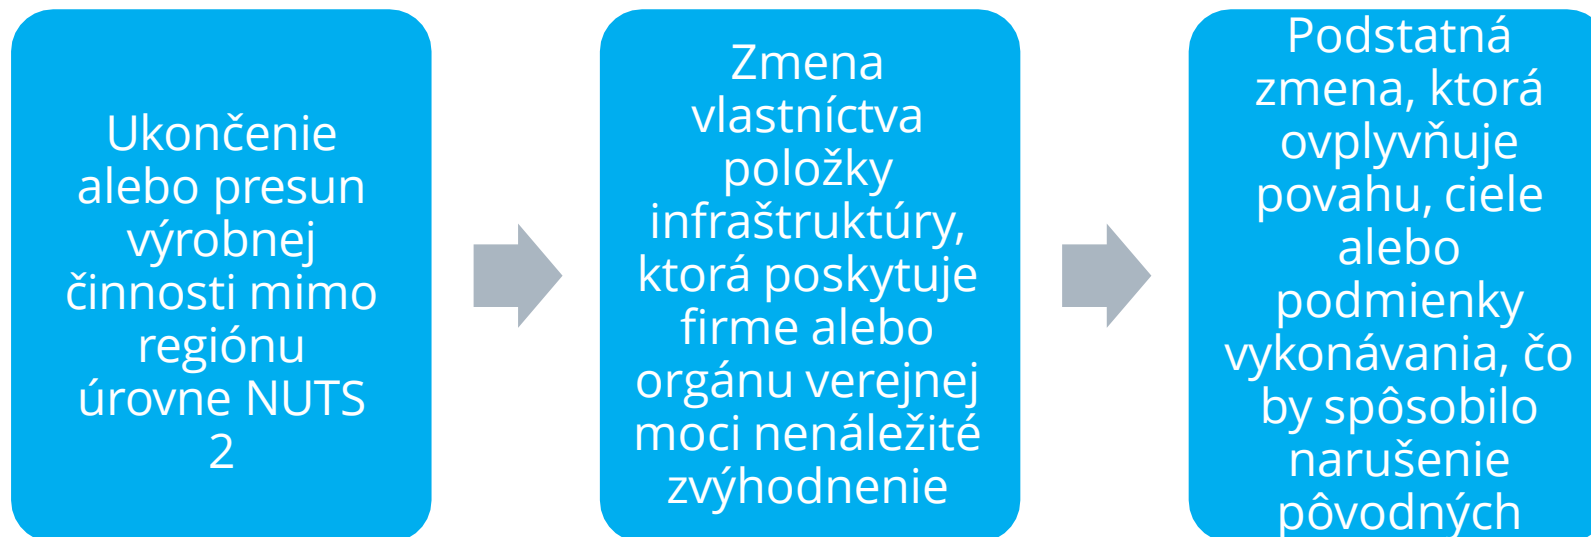 Ukončenie
alebo presun
výrobnej
činnosti mimo
regiónu
úrovne NUTS
2
Zmena
vlastníctva
položky
infraštruktúry,
ktorá poskytuje
firme alebo
orgánu verejnej
moci nenáležité
zvýhodnenie
Podstatná
zmena, ktorá
ovplyvňuje
povahu, ciele
alebo
podmienky
vykonávania, čo
by spôsobilo
narušenie
pôvodných